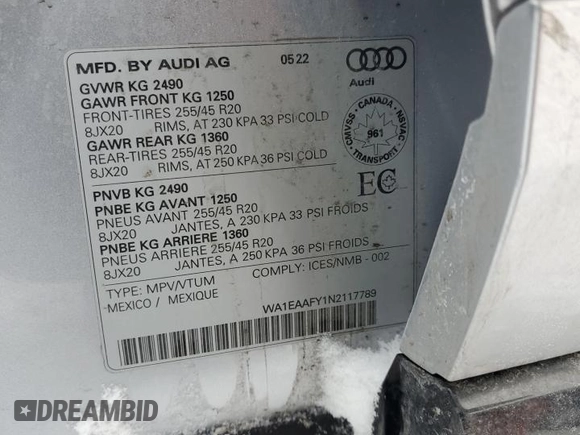 MFD. BY AUDI AG 05 22
Audi
GVWR KG 2490
GAWR FRONT KG 1250
FRONT-TIRES 255/45 R20
8JX20 RIMS, AT 230 KPA 33 PSI COLD
GAWR REAR KG 1360
REAR-TIRES 255/45 R20
8JX20 RIMS, AT 250 KPA 36 PSI COLD
CMVSS - CANADA - NSVAC
961
TRANSPORT
EC
PNVB KG 2490
PNBE KG AVANT 1250
PNEUS AVANT 255/45 R20
8JX20 JANTES, A 230 KPA 33 PSI FROIDS
PNBE KG ARRIERE 1360
PNEUS ARRIERE 255/45 R20
8JX20 JANTES, A 250 KPA 36 PSI FROIDS
TYPE: MPV/VTUM COMPLY: ICES/NMB - 002
MEXICO / MEXIQUE WA1EAAFY1N2117789
DREAMBID